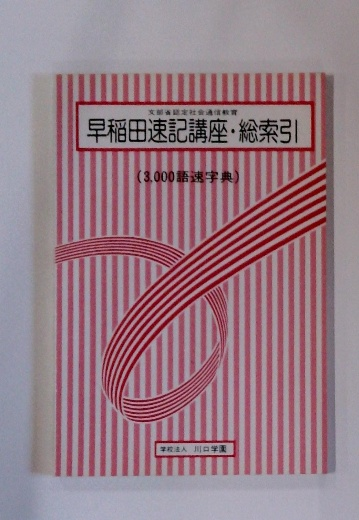 文部省認定社会通信教育
早稲田速記講座・総索引
(3,000語速字典)
学校法人 川口学園